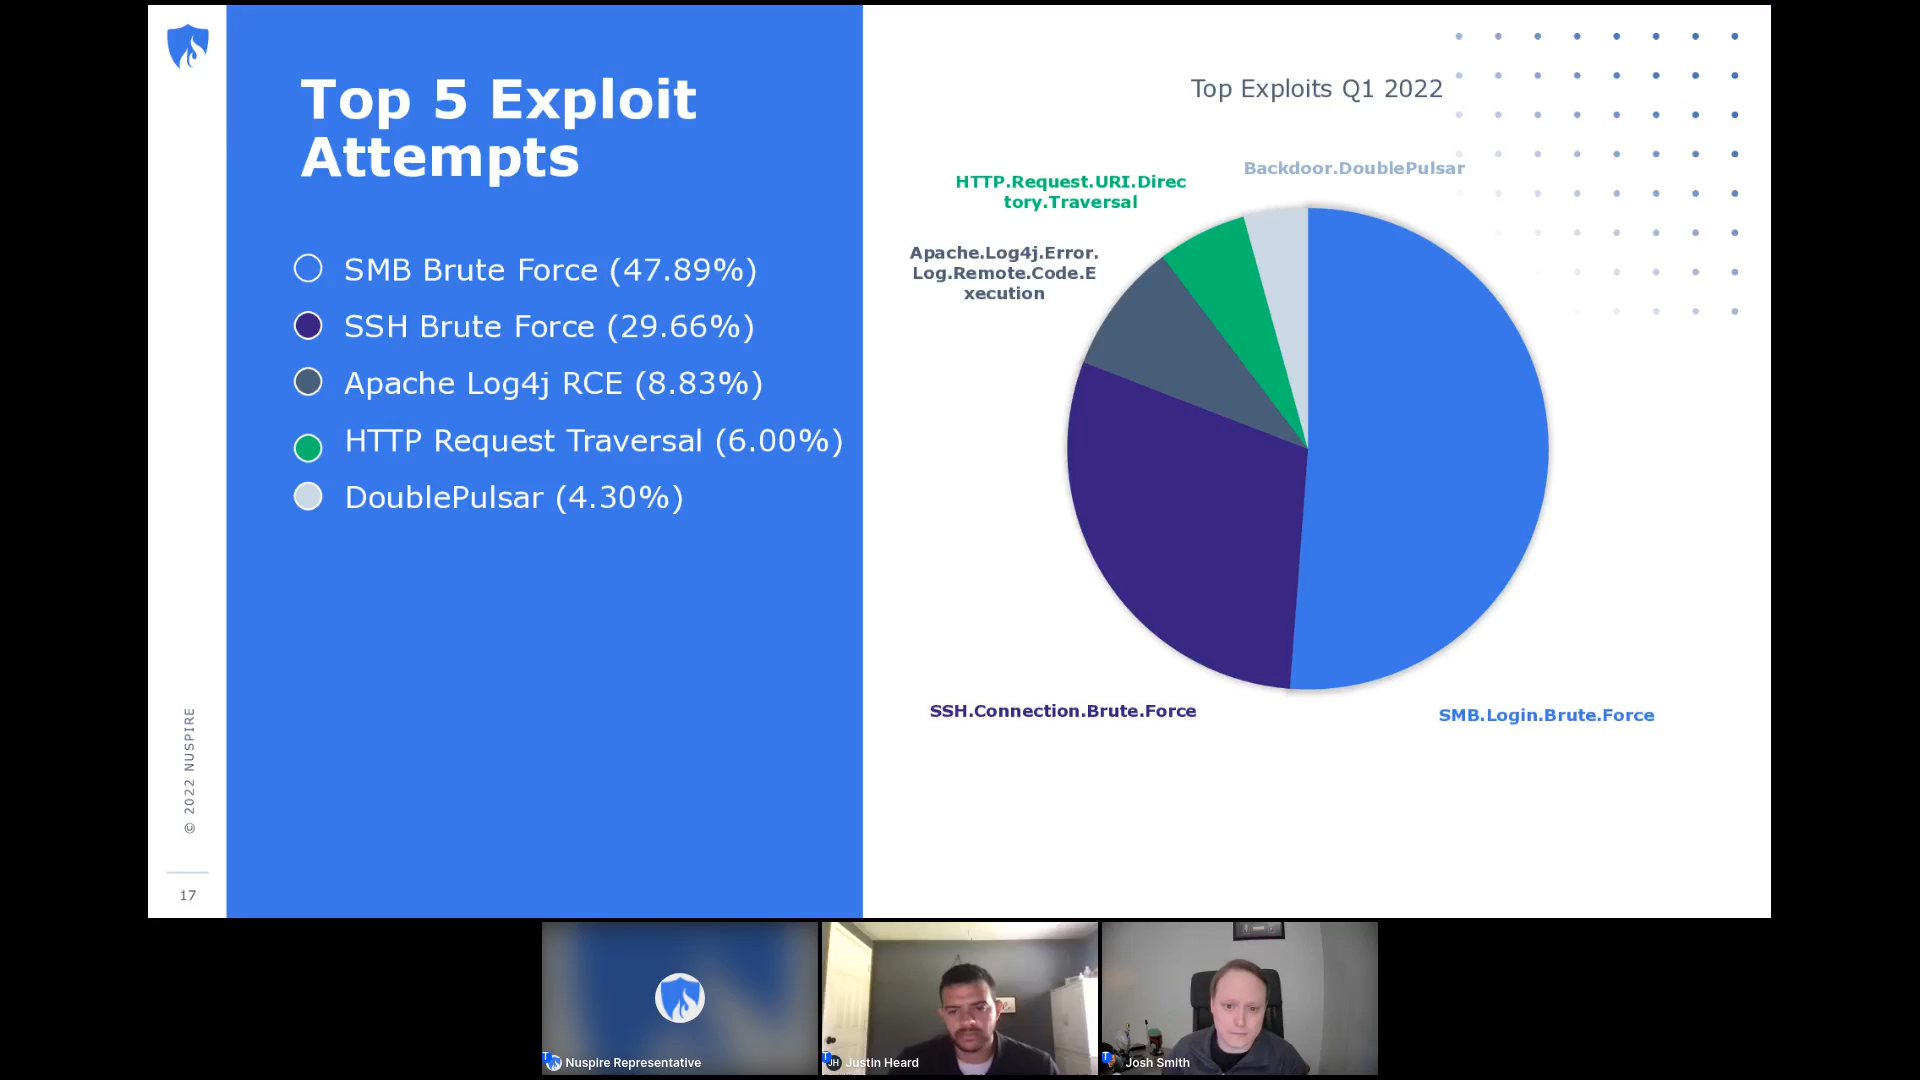 Top 5 Exploit
Attempts
SMB Brute Force (47.89%)
SSH Brute Force (29.66%)
Apache Log4j RCE (8.83%)
HTTP Request Traversal (6.00%)
DoublePulsar (4.30%)
© 2022 NUSPIRE
17
Top Exploits Q1 2022
Backdoor.DoublePulsar
HTTP.Request.URI.Direc
tory.Traversal
Apache.Log4j.Error.
Log.Remote.Code.E
xecution
SSH.Connection.Brute.Force
SMB.Login.Brute.Force
T
Nuspire Representative
T
JH
Justin Heard
T
Josh Smith